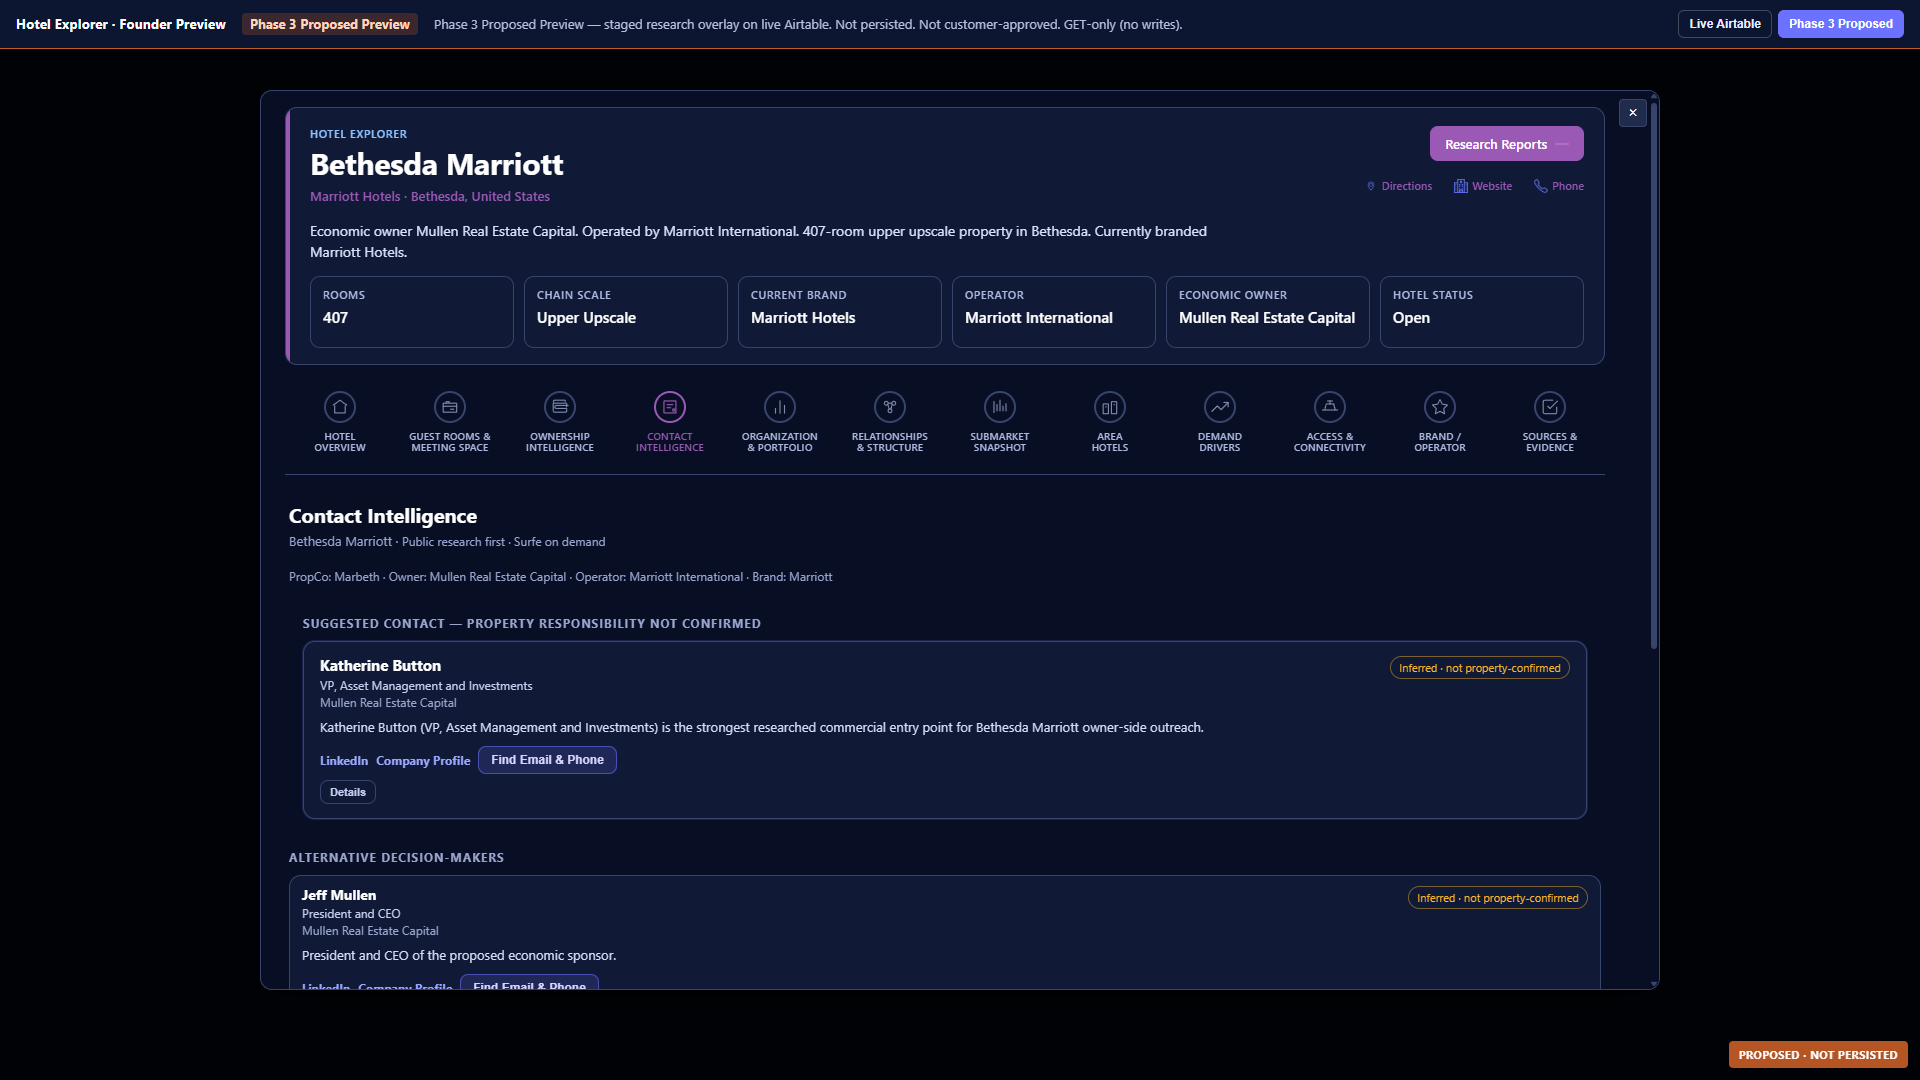 Hotel Explorer · Founder Preview
Phase 3 Proposed Preview
Phase 3 Proposed Preview — staged research overlay on live Airtable. Not persisted. Not customer-approved. GET-only (no writes).
Live Airtable
Phase 3 Proposed
×
HOTEL EXPLORER
Bethesda Marriott
Marriott Hotels · Bethesda, United States
Research Reports —
Directions
Website
Phone
Economic owner Mullen Real Estate Capital. Operated by Marriott International. 407-room upper upscale property in Bethesda. Currently branded
Marriott Hotels.
ROOMS
407
CHAIN SCALE
Upper Upscale
CURRENT BRAND
Marriott Hotels
OPERATOR
Marriott International
ECONOMIC OWNER
Mullen Real Estate Capital
HOTEL STATUS
Open
HOTEL
OVERVIEW
GUEST ROOMS &
MEETING SPACE
OWNERSHIP
INTELLIGENCE
CONTACT
INTELLIGENCE
ORGANIZATION
& PORTFOLIO
RELATIONSHIPS
& STRUCTURE
SUBMARKET
SNAPSHOT
AREA
HOTELS
DEMAND
DRIVERS
ACCESS &
CONNECTIVITY
BRAND /
OPERATOR
SOURCES &
EVIDENCE
Contact Intelligence
Bethesda Marriott · Public research first · Surfe on demand
PropCo: Marbeth · Owner: Mullen Real Estate Capital · Operator: Marriott International · Brand: Marriott
SUGGESTED CONTACT — PROPERTY RESPONSIBILITY NOT CONFIRMED
Katherine Button
Inferred · not property-confirmed
VP, Asset Management and Investments
Mullen Real Estate Capital
Katherine Button (VP, Asset Management and Investments) is the strongest researched commercial entry point for Bethesda Marriott owner-side outreach.
LinkedIn Company Profile Find Email & Phone
Details
ALTERNATIVE DECISION-MAKERS
Jeff Mullen
Inferred · not property-confirmed
President and CEO
Mullen Real Estate Capital
President and CEO of the proposed economic sponsor.
LinkedIn Company Profile Find Email & Phone
PROPOSED · NOT PERSISTED